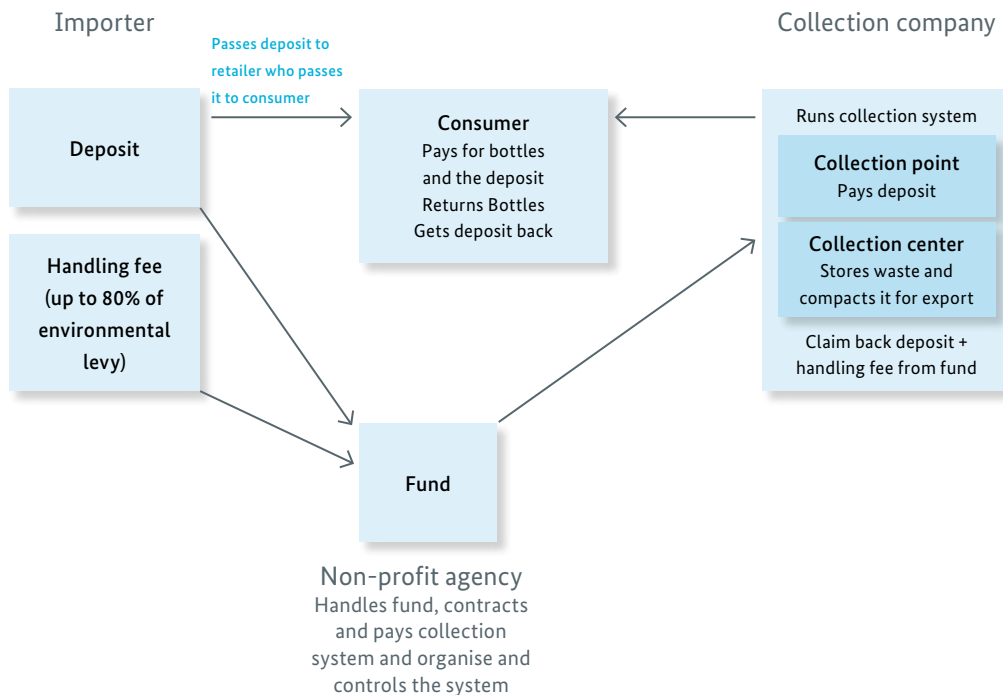 Importer
Collection company
Passes deposit to
retailer who passes
it to consumer
Deposit
Handling fee
(up to 80% of
environmental
levy)
Consumer
Pays for bottles
and the deposit
Returns Bottles
Gets deposit back
Runs collection system
Collection point
Pays deposit
Collection center
Stores waste and
compacts it for export
Claim back deposit +
handling fee from fund
Fund
Non-profit agency
Handles fund, contracts
and pays collection
system and organise and
controls the system